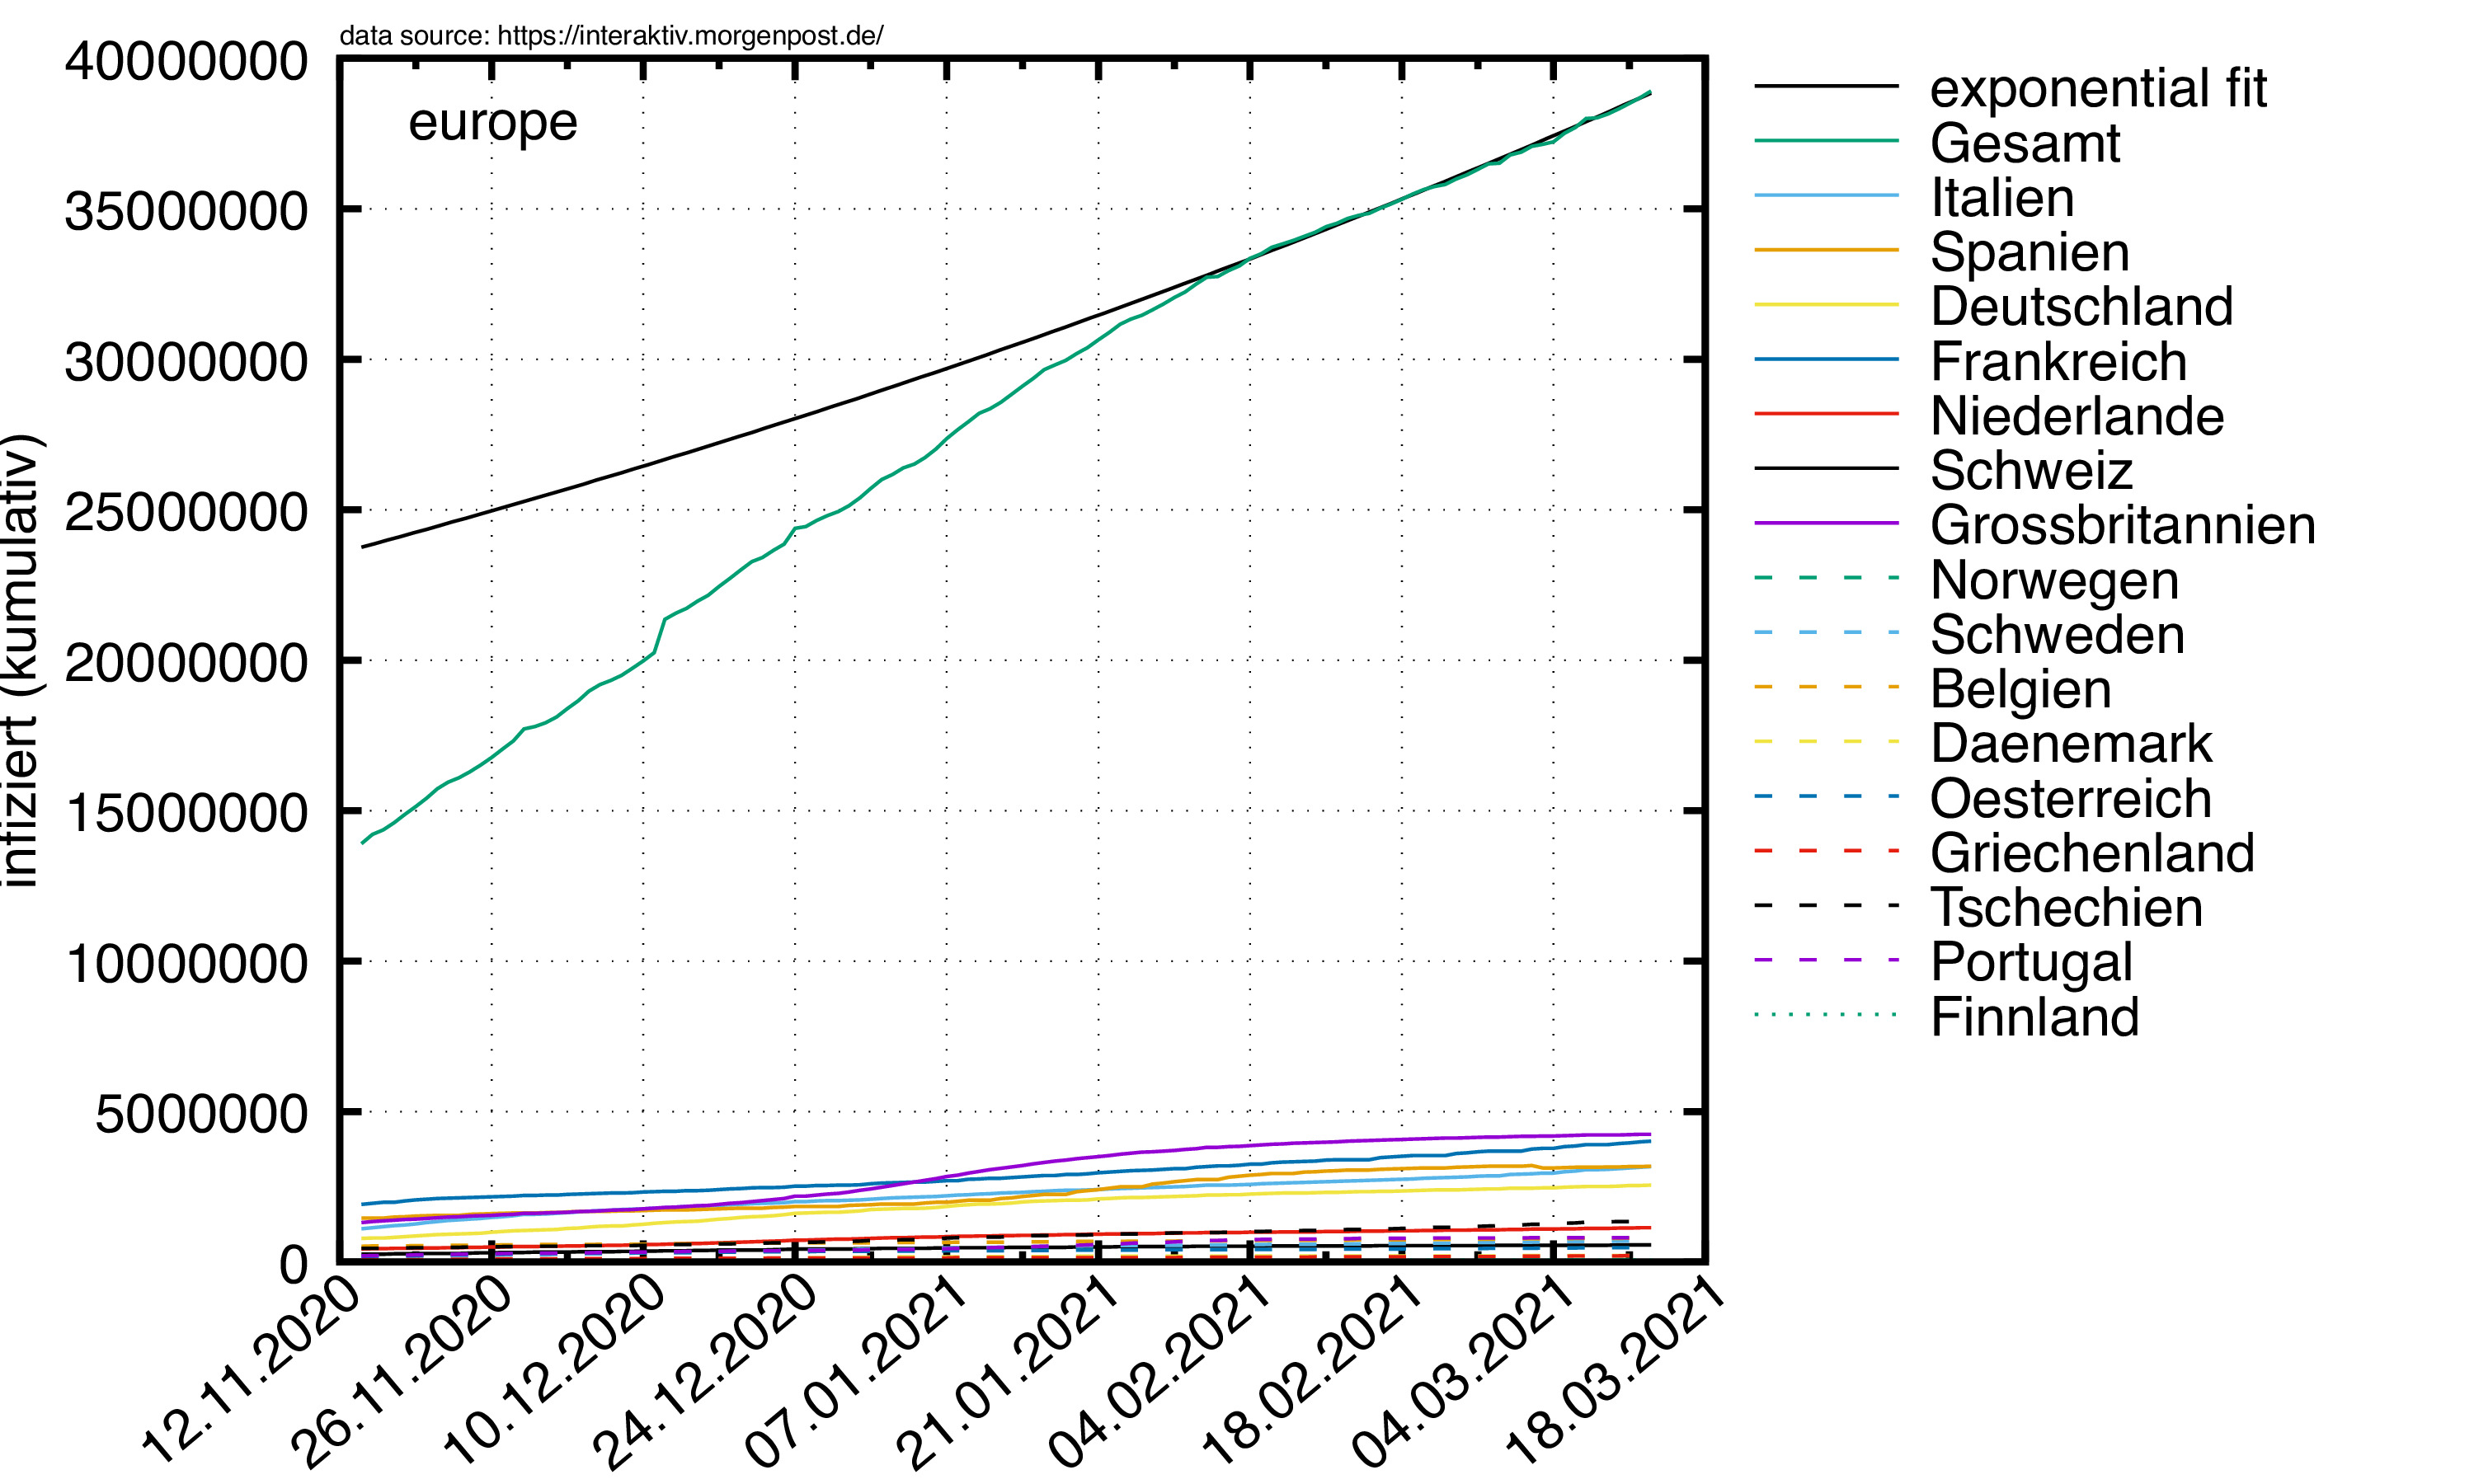 data source: https://interaktiv.morgenpost.de/
40000000
35000000
30000000
25000000
20000000
15000000
10000000
5000000
0
infiziert (kumulativ)
europe
12.11.2020
26.11.2020
10.12.2020
24.12.2020
07.01.2021
21.01.2021
04.02.2021
18.02.2021
04.03.2021
18.03.2021
exponential fit
Gesamt
Italien
Spanien
Deutschland
Frankreich
Niederlande
Schweiz
Grossbritannien
Norwegen
Schweden
Belgien
Daenemark
Oesterreich
Griechenland
Tschechien
Portugal
Finnland